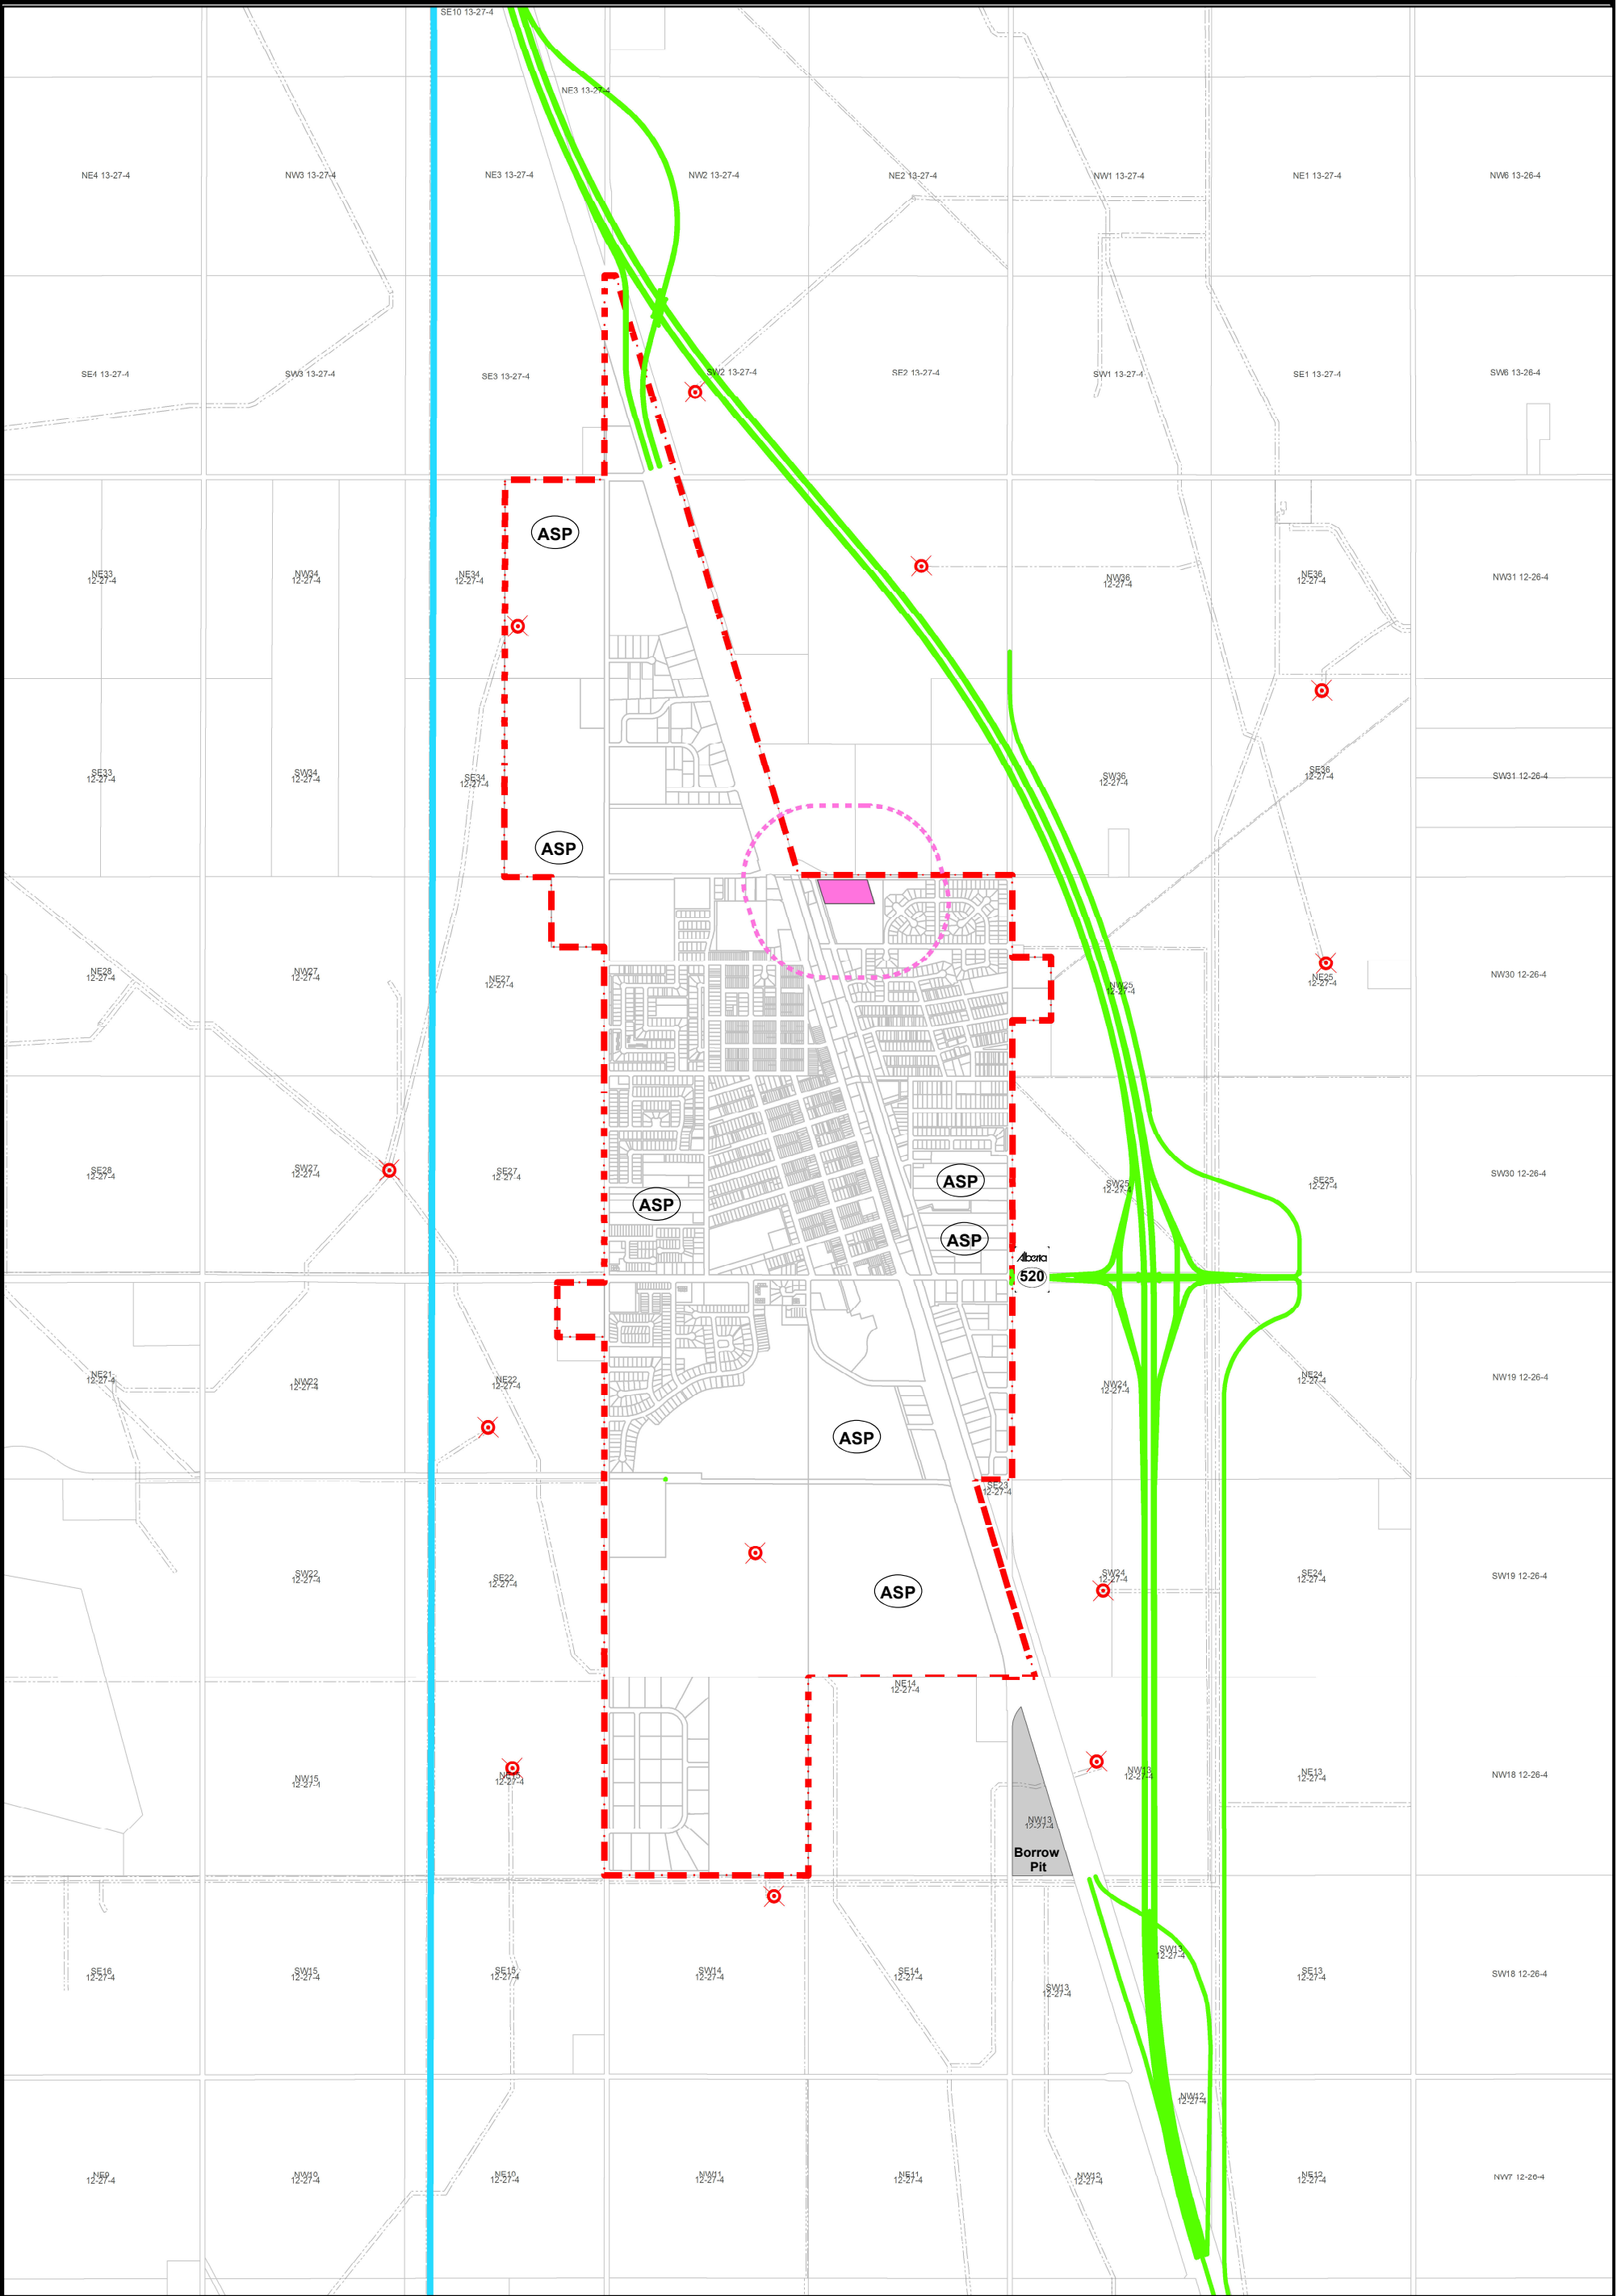 SE10 13-27-4
NE3 13-27-4
NE4 13-27-4
NW3 13-27-4
NE3 13-27-4
NW2 13-27-4
NE2 13-27-4
NW1 13-27-4
NE1 13-27-4
NW6 13-26-4
SE4 13-27-4
SW3 13-27-4
SE3 13-27-4
SW2 13-27-4
SE2 13-27-4
SW1 13-27-4
SE1 13-27-4
SW6 13-26-4
ASP
NE33
12-27-4
NW34
12-27-4
NE34
12-27-4
NW36
12-27-4
NE36
12-27-4
NW31 12-26-4
SE33
12-27-4
SW34
12-27-4
SE34
12-27-4
SW36
12-27-4
SE36
12-27-4
SW31 12-26-4
ASP
NE28
12-27-4
NW27
12-27-4
NE27
12-27-4
NW25
12-27-4
NE25
12-27-4
NW30 12-26-4
SE28
12-27-4
SW27
12-27-4
SE27
12-27-4
ASP
ASP
SW25
12-27-4
SE25
12-27-4
SW30 12-26-4
ASP
Alberta
520
NE21
12-27-4
NW22
12-27-4
NE22
12-27-4
NW24
12-27-4
NE24
12-27-4
NW19 12-26-4
ASP
SE23
12-27-4
SW22
12-27-4
SE22
12-27-4
ASP
SW24
12-27-4
SE24
12-27-4
SW19 12-26-4
NE14
12-27-4
NW15
12-27-4
NE15
12-27-4
NW13
12-27-4
NE13
12-27-4
NW18 12-26-4
NW13
12-27-4
Borrow
Pit
SE16
12-27-4
SW15
12-27-4
SE15
12-27-4
SW14
12-27-4
SE14
12-27-4
SW13
12-27-4
SW13
12-27-4
SE13
12-27-4
SW18 12-26-4
NW12
12-27-4
NE9
12-27-4
NW10
12-27-4
NE10
12-27-4
NW11
12-27-4
NE11
12-27-4
NW12
12-27-4
NE12
12-27-4
NW7 12-26-4